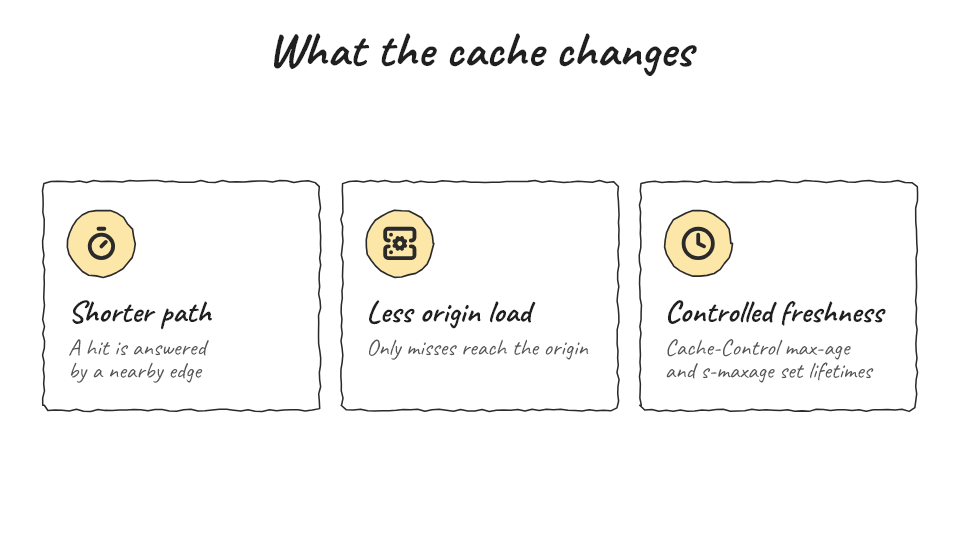 What the cache changes
Shorter path
A hit is answered
by a nearby edge
Less origin load
Only misses reach the origin
Controlled freshness
Cache-Control max-age
and s-maxage set lifetimes